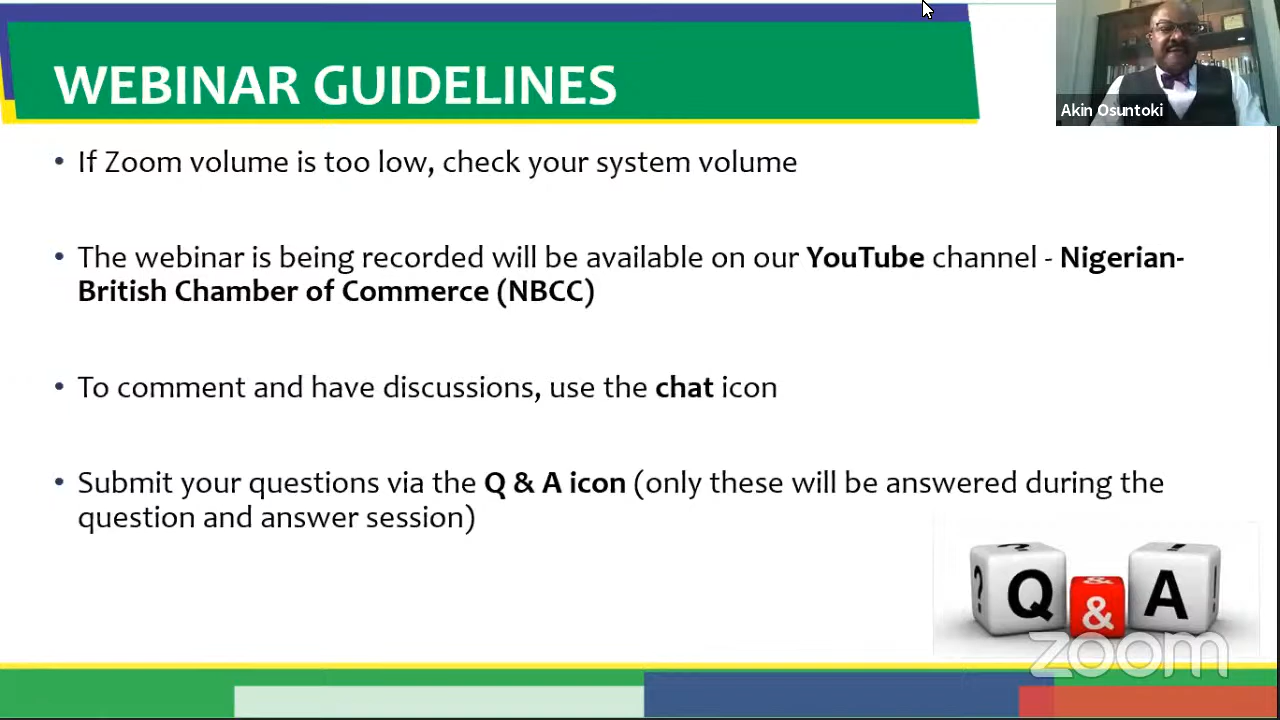 WEBINAR GUIDELINES
Akin Osuntoki
• If Zoom volume is too low, check your system volume
• The webinar is being recorded will be available on our YouTube channel - Nigerian-
British Chamber of Commerce (NBCC)
• To comment and have discussions, use the chat icon
• Submit your questions via the Q & A icon (only these will be answered during the
question and answer session)
? ? Q & & A ! !
zoom